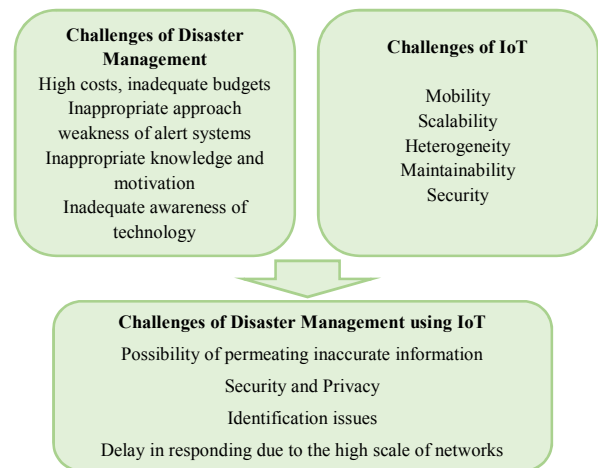 Challenges of Disaster
Management
High costs, inadequate budgets
Inappropriate approach
weakness of alert systems
Inappropriate knowledge and
motivation
Inadequate awareness of
technology
Challenges of IoT
Mobility
Scalability
Heterogeneity
Maintainability
Security
Challenges of Disaster Management using IoT
Possibility of permeating inaccurate information
Security and Privacy
Identification issues
Delay in responding due to the high scale of networks